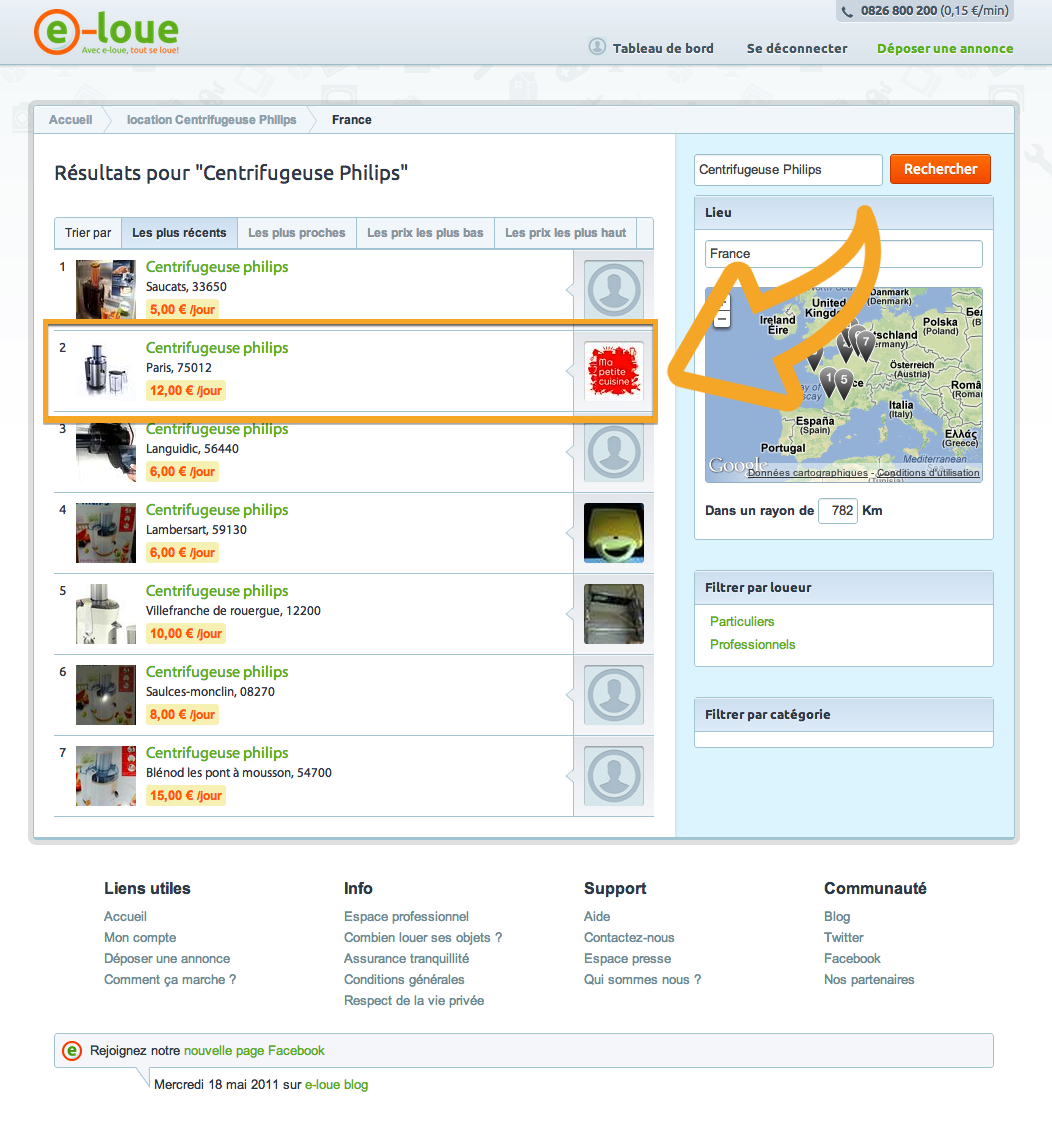 0826 800 200 (0,15 €/min)
e-loue
Avec e-loue, tout se loue!
Tableau de bord
Se déconnecter
Déposer une annonce
Accueil
location Centrifugeuse Philips
France
Résultats pour "Centrifugeuse Philips"
Trier par
Les plus récents
Les plus proches
Les prix les plus bas
Les prix les plus haut
1
Centrifugeuse philips
Saucats, 33650
5,00 € /jour
2
Centrifugeuse philips
Paris, 75012
12,00 € /jour
Ma
petite
cuisine
3
Centrifugeuse philips
Languidic, 56440
6,00 € /jour
4
Centrifugeuse philips
Lambersart, 59130
6,00 € /jour
5
Centrifugeuse philips
Villefranche de rouergue, 12200
10,00 € /jour
6
Centrifugeuse philips
Saulces-monclin, 08270
8,00 € /jour
7
Centrifugeuse philips
Blénod les pont à mousson, 54700
15,00 € /jour
Centrifugeuse Philips
Rechercher
Lieu
France
Danmark
(Denmark)
United
Ireland
Éire
Polska
(Poland)
7
Österreich
(Austria)
1
5
Italia
(Italy)
España
(Spain)
Ελλάς
(Greece)
Portugal
Mediterranean
Google
Données cartographiques - Conditions d'utilisation
Dans un rayon de 782 Km
Filtrer par loueur
Particuliers
Professionnels
Filtrer par catégorie
Liens utiles
Accueil
Mon compte
Déposer une annonce
Comment ça marche ?
Info
Espace professionnel
Combien louer ses objets ?
Assurance tranquillité
Conditions générales
Respect de la vie privée
Support
Aide
Contactez-nous
Espace presse
Qui sommes nous ?
Communauté
Blog
Twitter
Facebook
Nos partenaires
e Rejoignez notre nouvelle page Facebook
Mercredi 18 mai 2011 sur e-loue blog